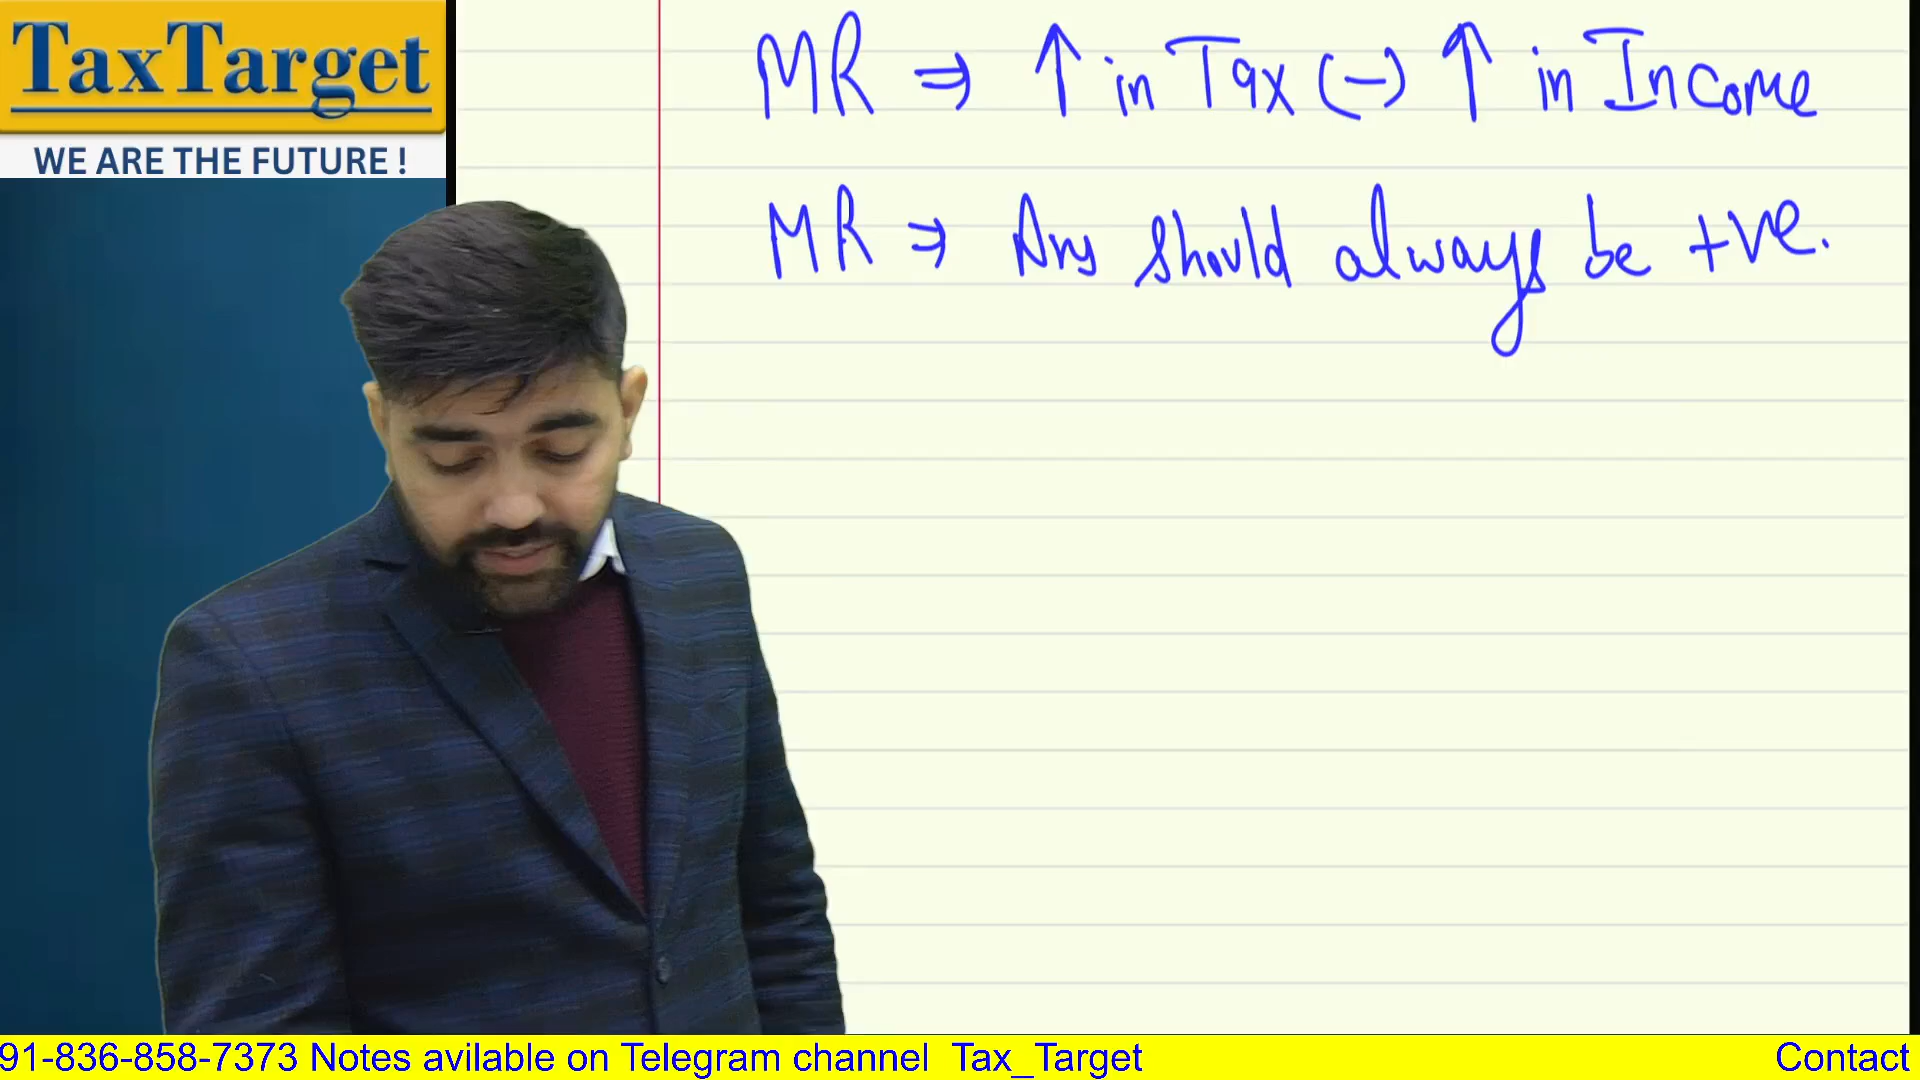 TaxTarget
WE ARE THE FUTURE !
MR ⇒ ↑ in Tax (-) ↑ in Income
MR ⇒ Ans should always be +ve.
91-836-858-7373 Notes avilable on Telegram channel Tax_Target
Contact